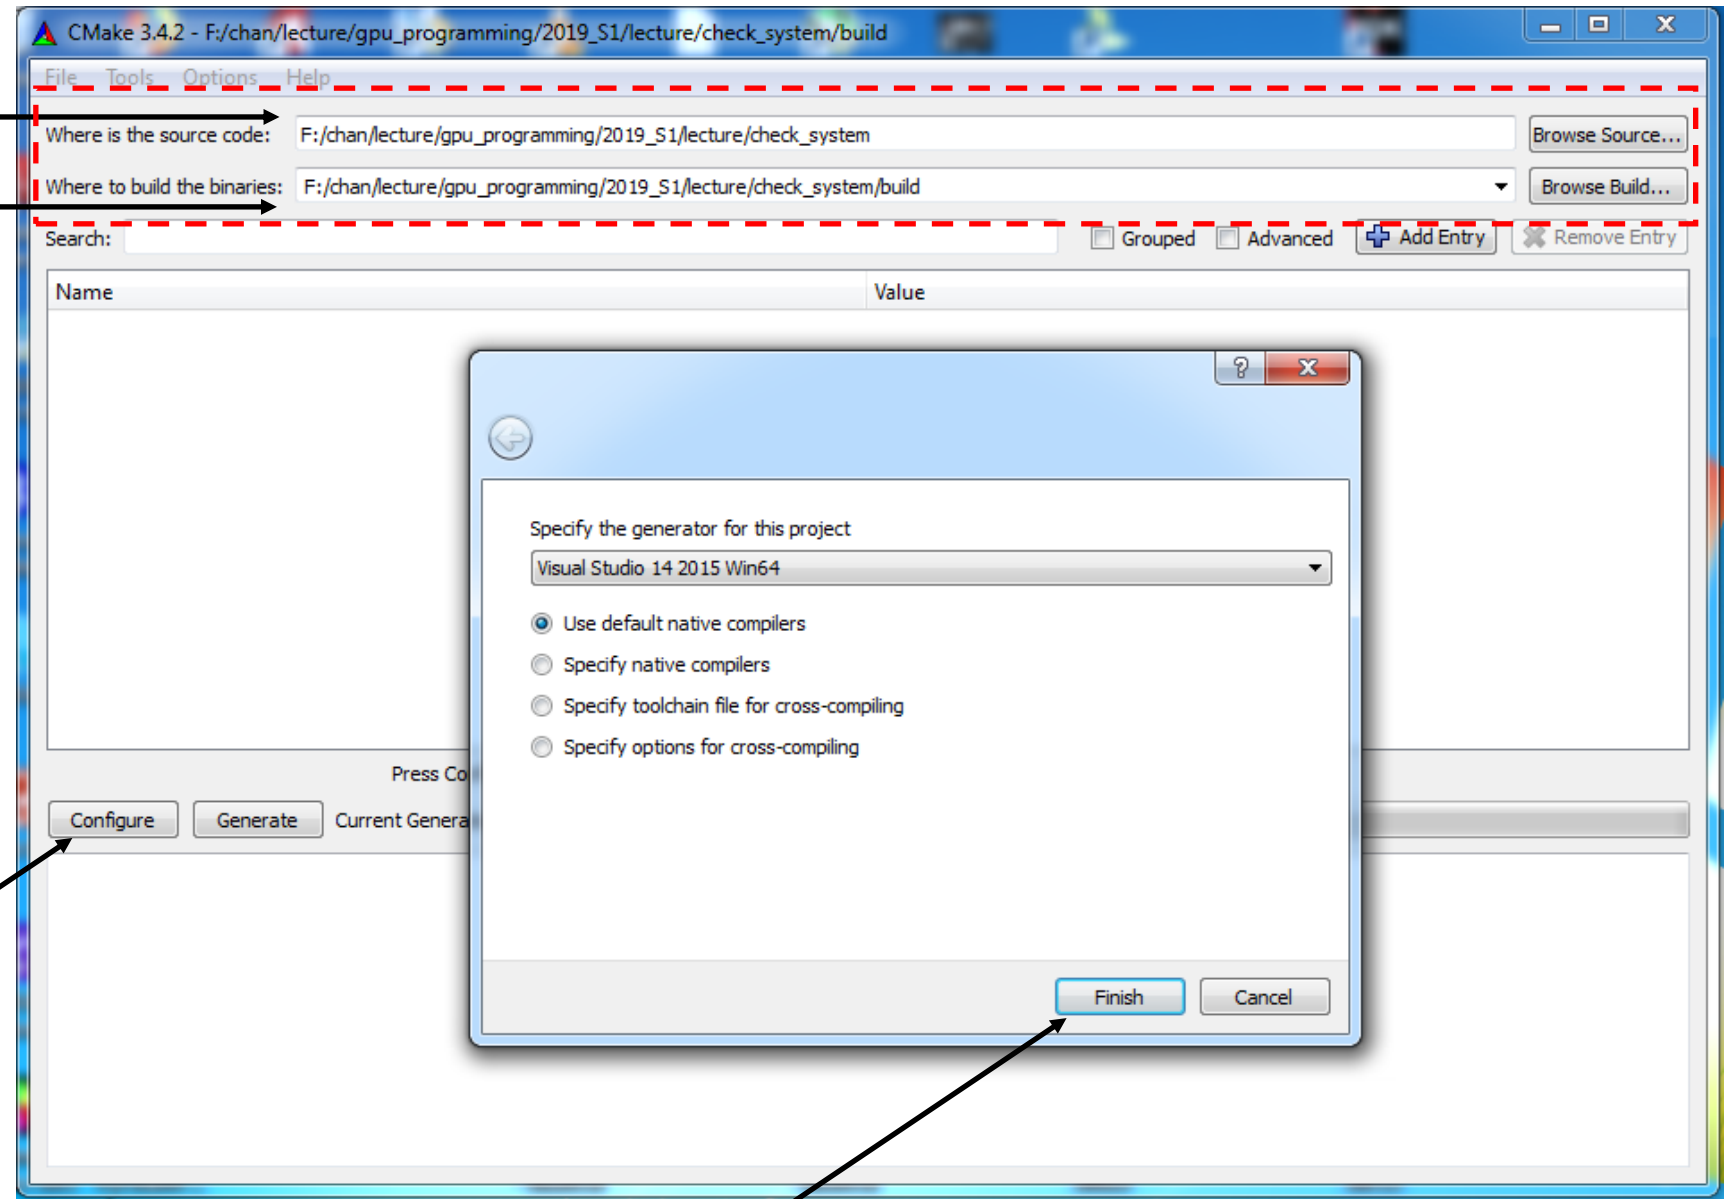 CMake 3.4.2 - F:/chan/lecture/gpu_programming/2019_S1/lecture/check_system/build
File Tools Options Help
Where is the source code: F:/chan/lecture/gpu_programming/2019_S1/lecture/check_system Browse Source...
Where to build the binaries: F:/chan/lecture/gpu_programming/2019_S1/lecture/check_system/build Browse Build...
Search: Grouped Advanced Add Entry Remove Entry
Name Value
Specify the generator for this project
Visual Studio 14 2015 Win64
Use default native compilers
Specify native compilers
Specify toolchain file for cross-compiling
Specify options for cross-compiling
Press Co
Configure Generate Current Genera
Finish Cancel